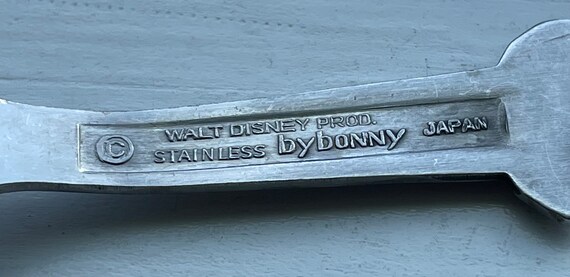 © WALT DISNEY PROD.
STAINLESS bybonny JAPAN